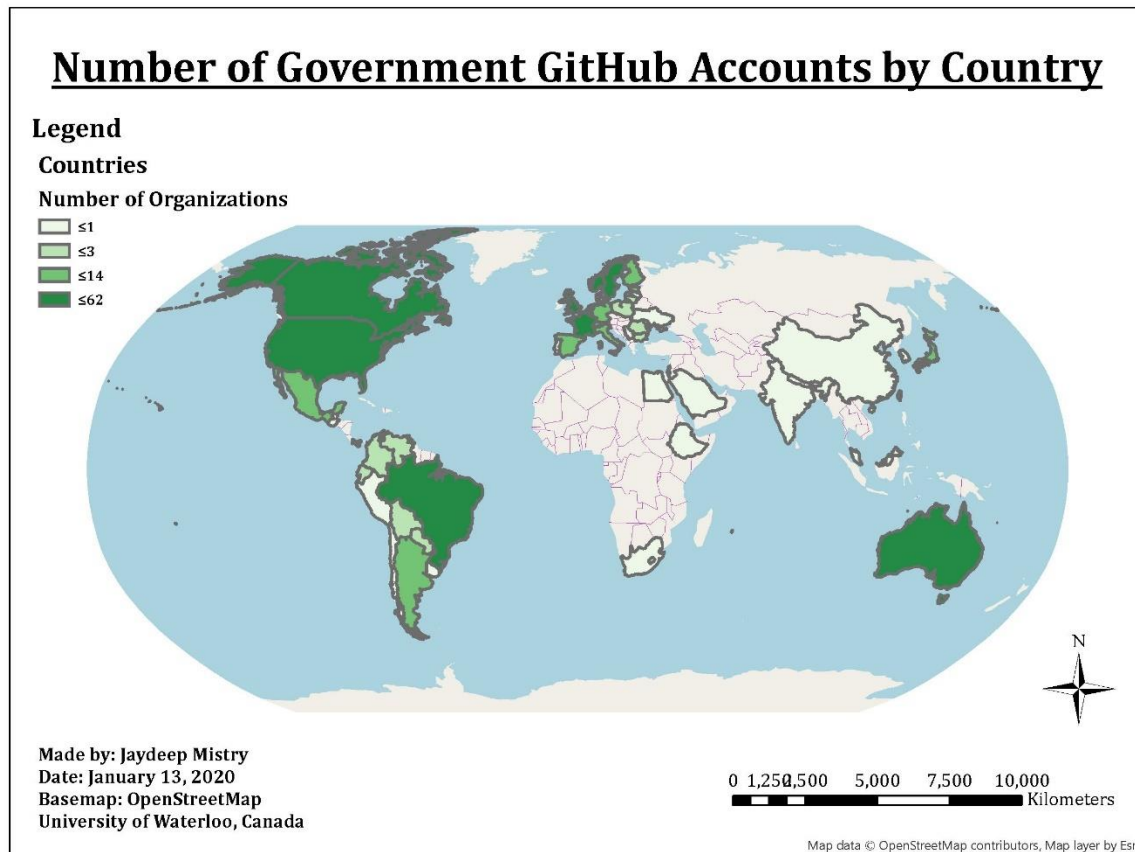 Number of Government GitHub Accounts by Country
Legend
Countries
Number of Organizations
≤1
≤3
≤14
≤62
N
Made by: Jaydeep Mistry
Date: January 13, 2020
Basemap: OpenStreetMap
University of Waterloo, Canada
0 1,250 2,500 5,000 7,500 10,000
Kilometers
Map data © OpenStreetMap contributors, Map layer by Esr